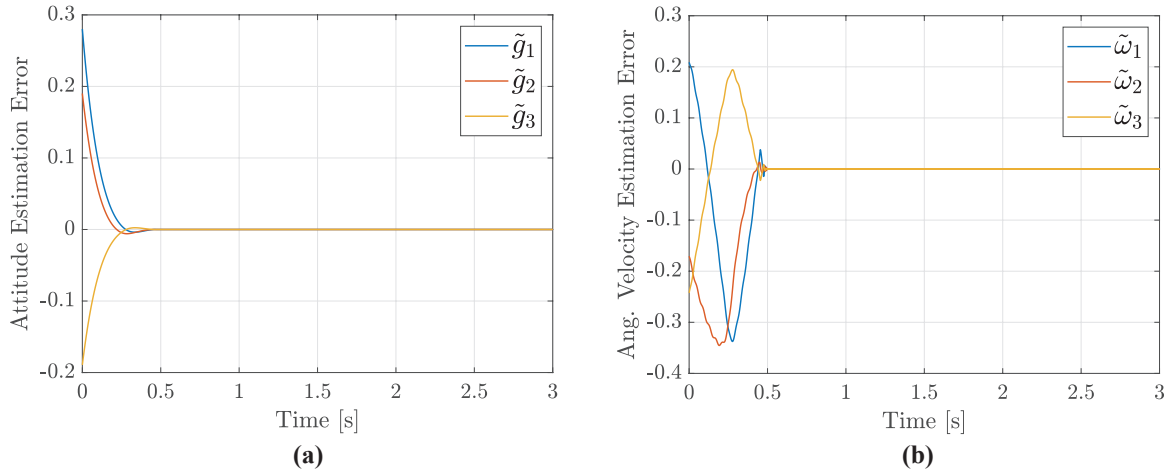 0.3
0.2
0.1
0
-0.1
-0.2
Attitude Estimation Error
g̃₁
g̃₂
g̃₃
0 0.5 1 1.5 2 2.5 3
Time [s]
(a)
0.3
0.2
0.1
0
-0.1
-0.2
-0.3
-0.4
Ang. Velocity Estimation Error
ω̃₁
ω̃₂
ω̃₃
0 0.5 1 1.5 2 2.5 3
Time [s]
(b)